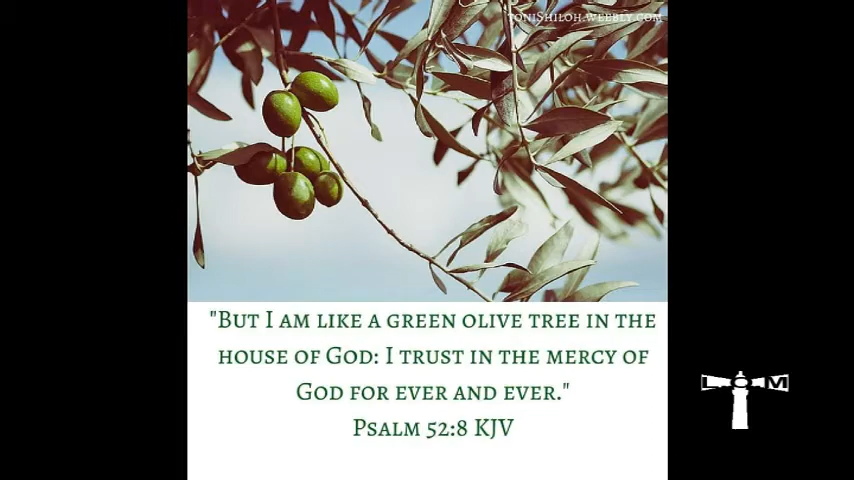 toniShiloh.weebly.com
"But I am like a green olive tree in the
house of God: I trust in the mercy of
God for ever and ever."
Psalm 52:8 KJV
L.O.M